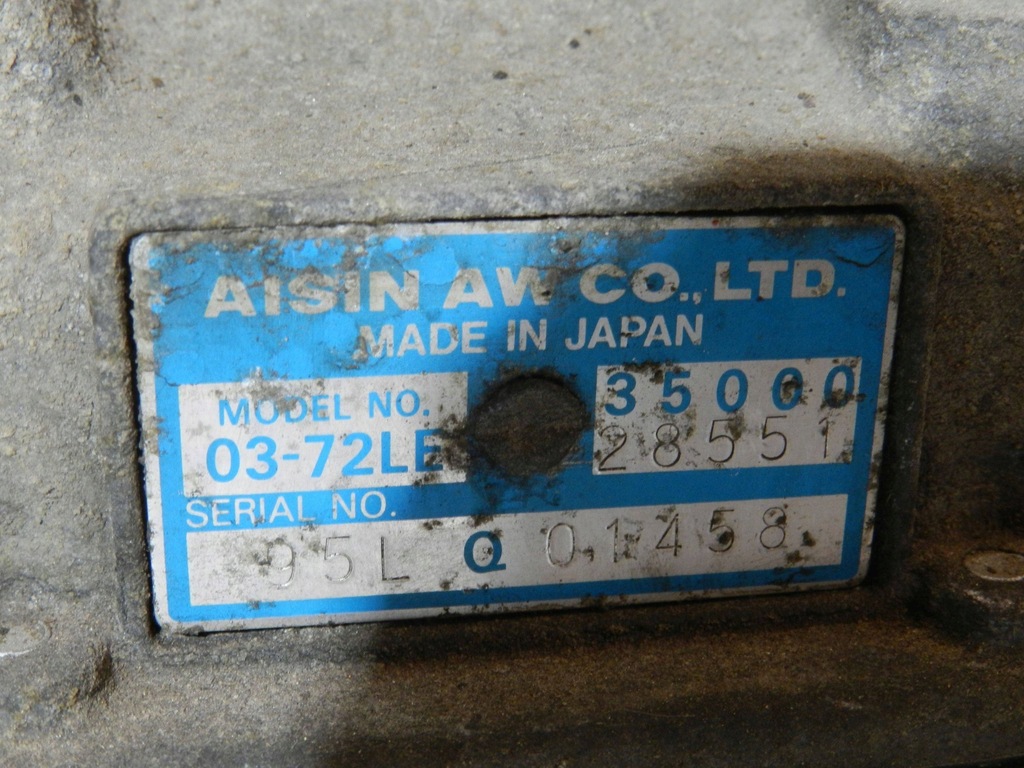 AISIN AW CO., LTD.
MADE IN JAPAN
MODEL NO.
03-72LE
35000
28551
SERIAL NO.
95L Q 01458